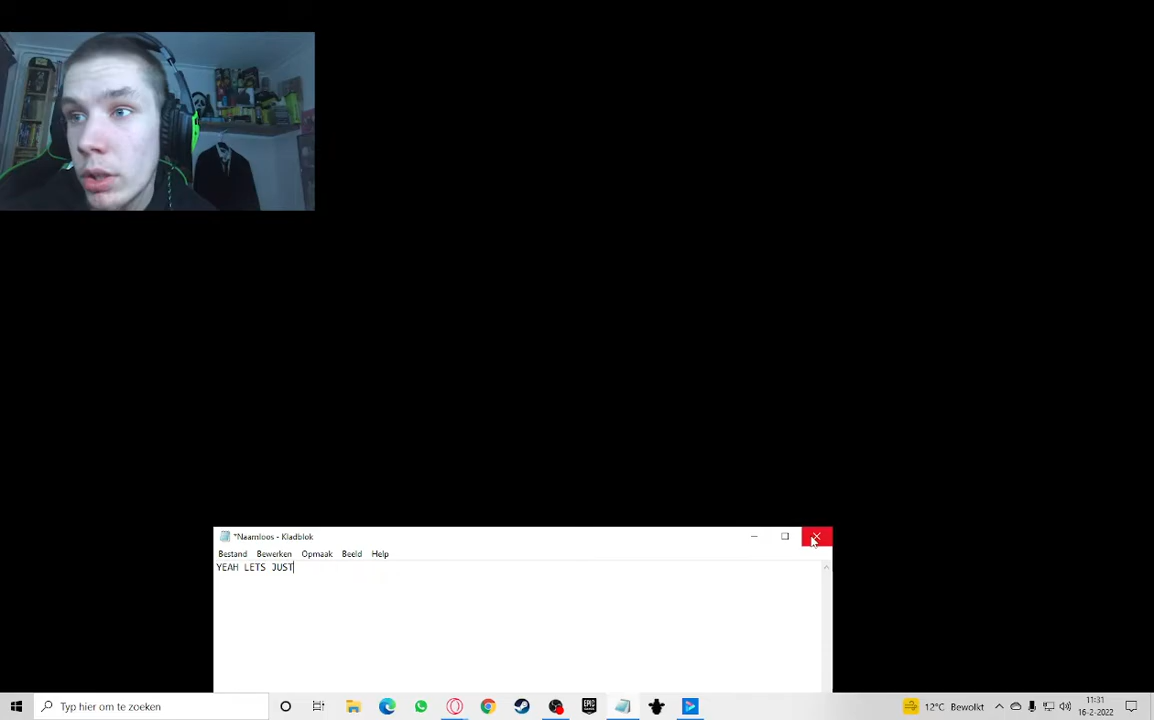 *Naamloos - Kladblok
Bestand Bewerken Opmaak Beeld Help
YEAH LETS JUST
Typ hier om te zoeken
EPIC
12°C Bewolkt
11:31
16-2-2022